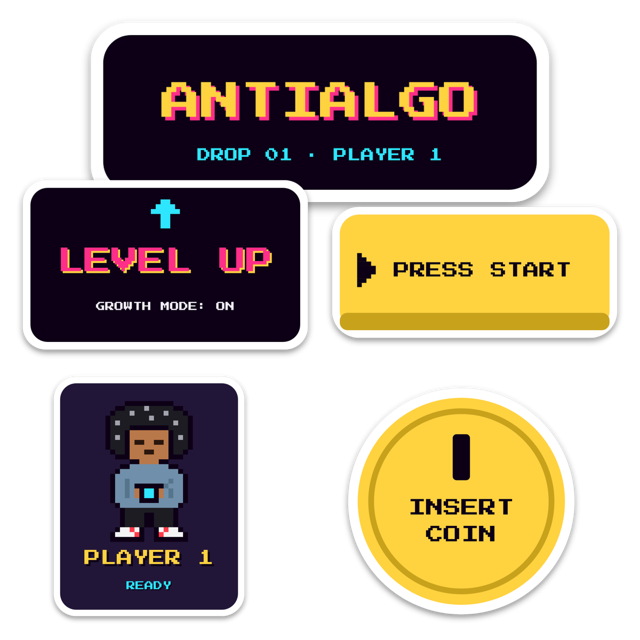 ANTIALGO
DROP 01 · PLAYER 1
LEVEL UP
GROWTH MODE: ON
PRESS START
PLAYER 1
READY
INSERT
COIN